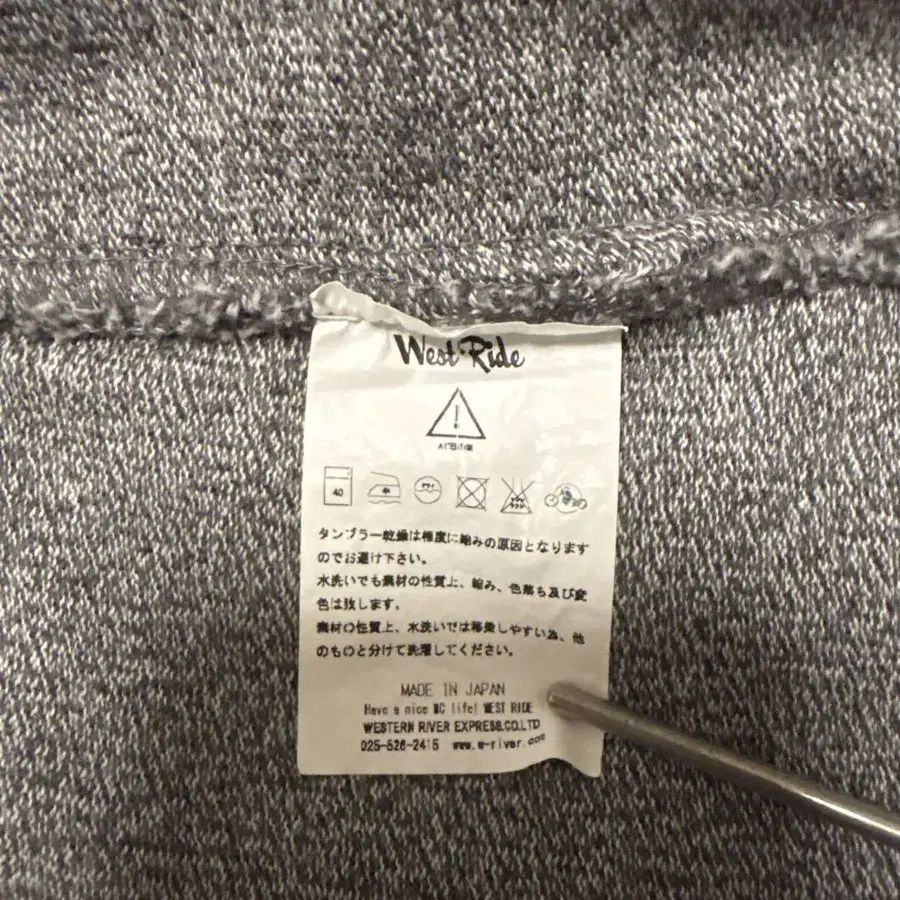 West Ride
!
ATTENTION
40
中
ドライ
タンブラー乾燥は極度に縮みの原因となります
のでお避け下さい。
水洗いでも素材の性質上、縮み、色落ち及び変
色は致します。
素材の性質上、水洗いでは移染しやすい為、他
のものと分けて洗濯してください。
MADE IN JAPAN
Have a nice MC life! WEST RIDE
WESTERN RIVER EXPRESS.CO.LTD
025-526-2415 www.w-river.com